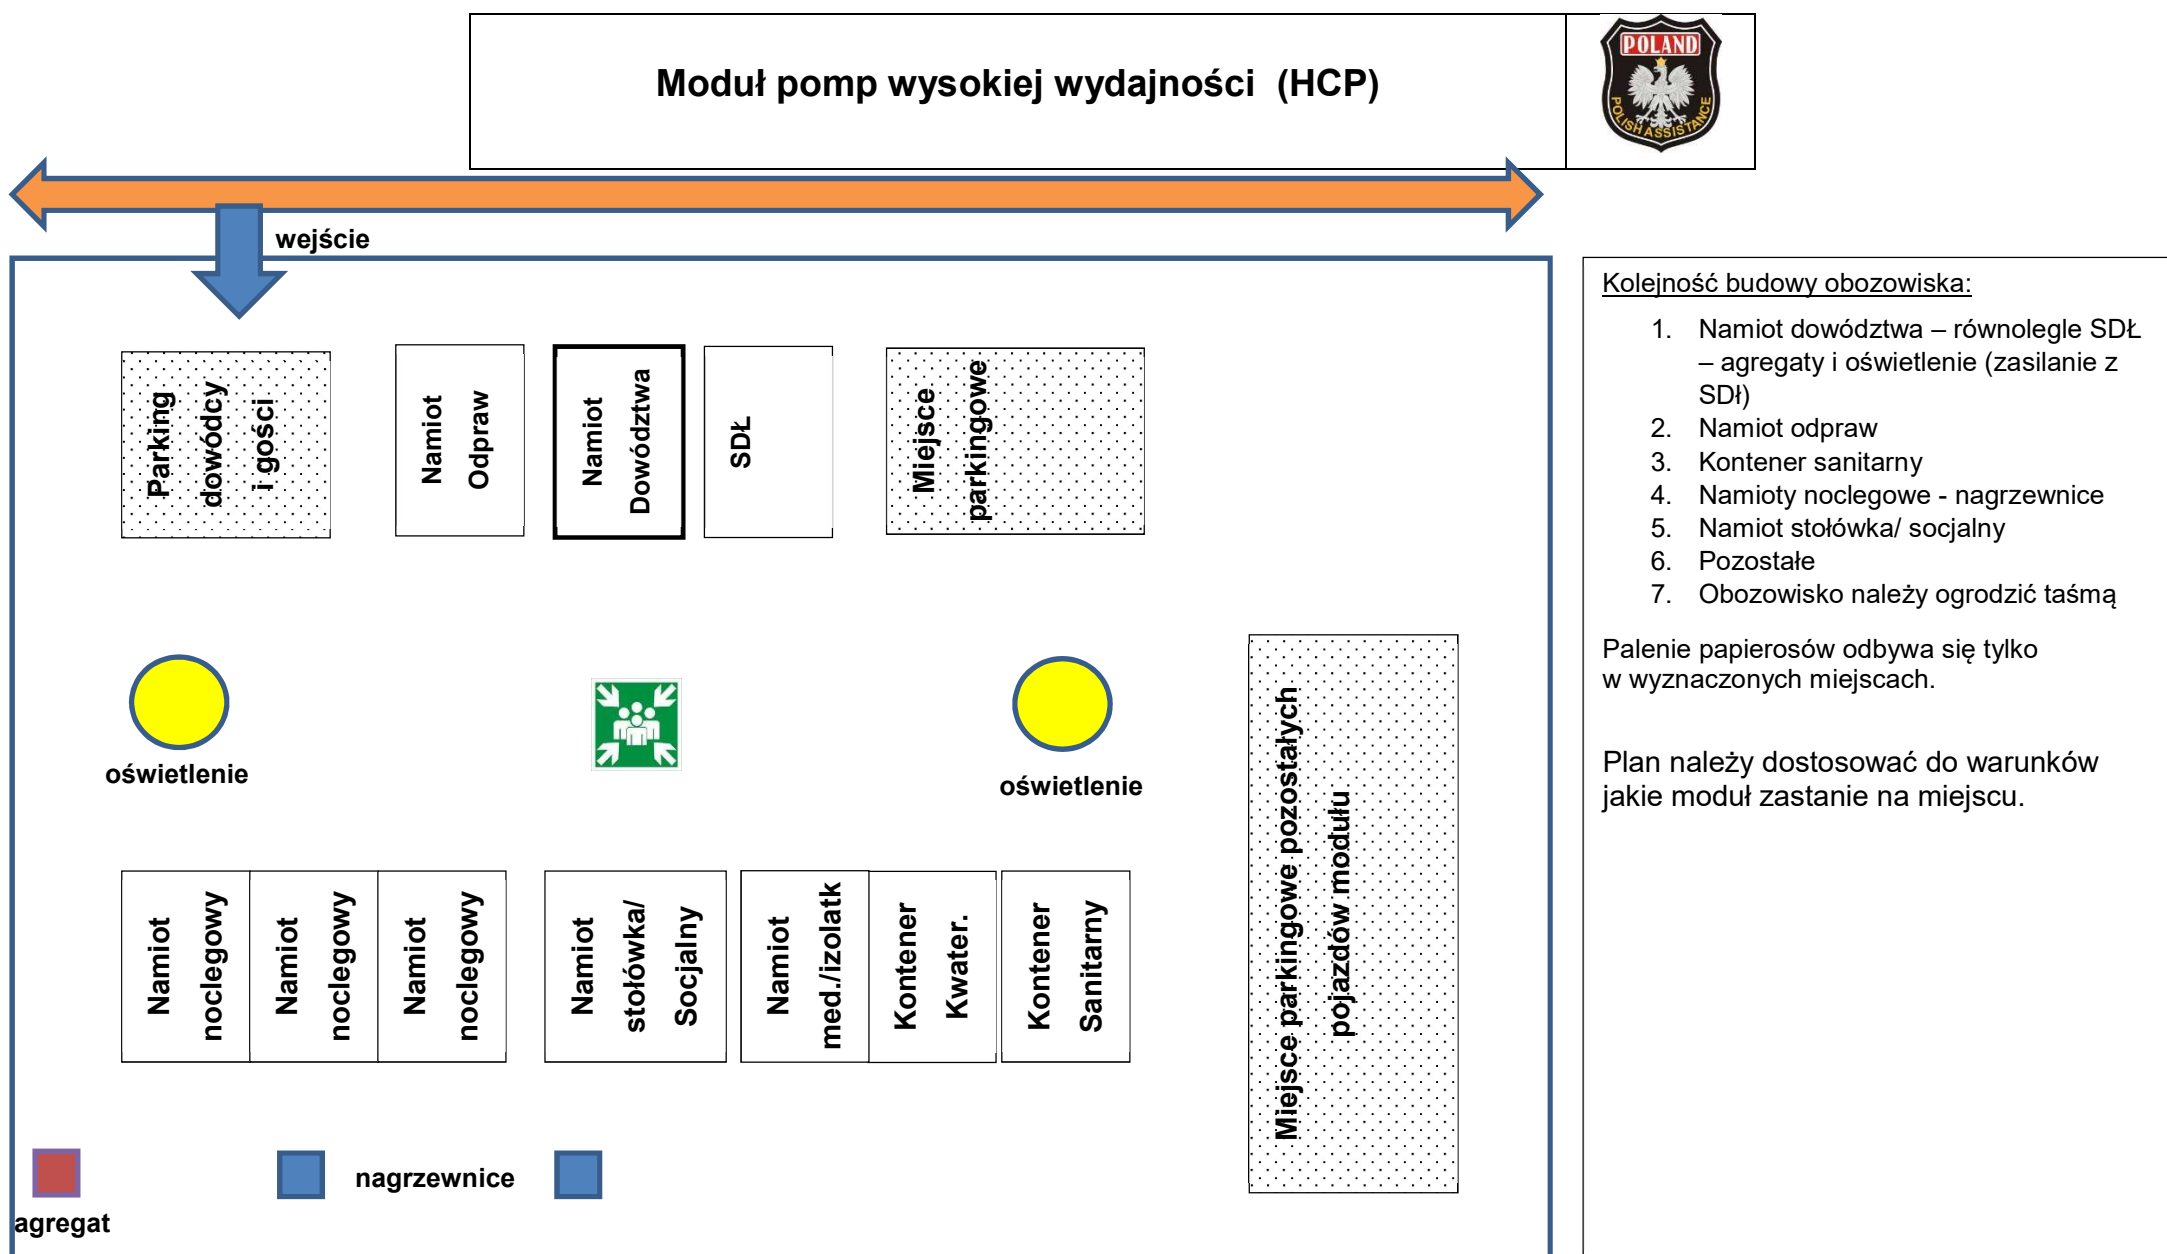 Moduł pomp wysokiej wydajności (HCP)
POLAND
POLISH ASSISTANCE
wejście
Parking
dowódcy
i gości
Namiot
Odpraw
Namiot
Dowództwa
SDŁ
Miejsce
parkingowe
oświetlenie
oświetlenie
Namiot
noclegowy
Namiot
noclegowy
Namiot
noclegowy
Namiot
stołówka/
Socjalny
Namiot
med./izolatk
Kontener
Kwater.
Kontener
Sanitarny
Miejsce parkingowe pozostałych
pojazdów modułu
agregat
nagrzewnice
Kolejność budowy obozowiska:
1. Namiot dowództwa – równolegle SDŁ
– agregaty i oświetlenie (zasilanie z
SDł)
2. Namiot odpraw
3. Kontener sanitarny
4. Namioty noclegowe - nagrzewnice
5. Namiot stołówka/ socjalny
6. Pozostałe
7. Obozowisko należy ogrodzić taśmą
Palenie papierosów odbywa się tylko
w wyznaczonych miejscach.
Plan należy dostosować do warunków
jakie moduł zastanie na miejscu.